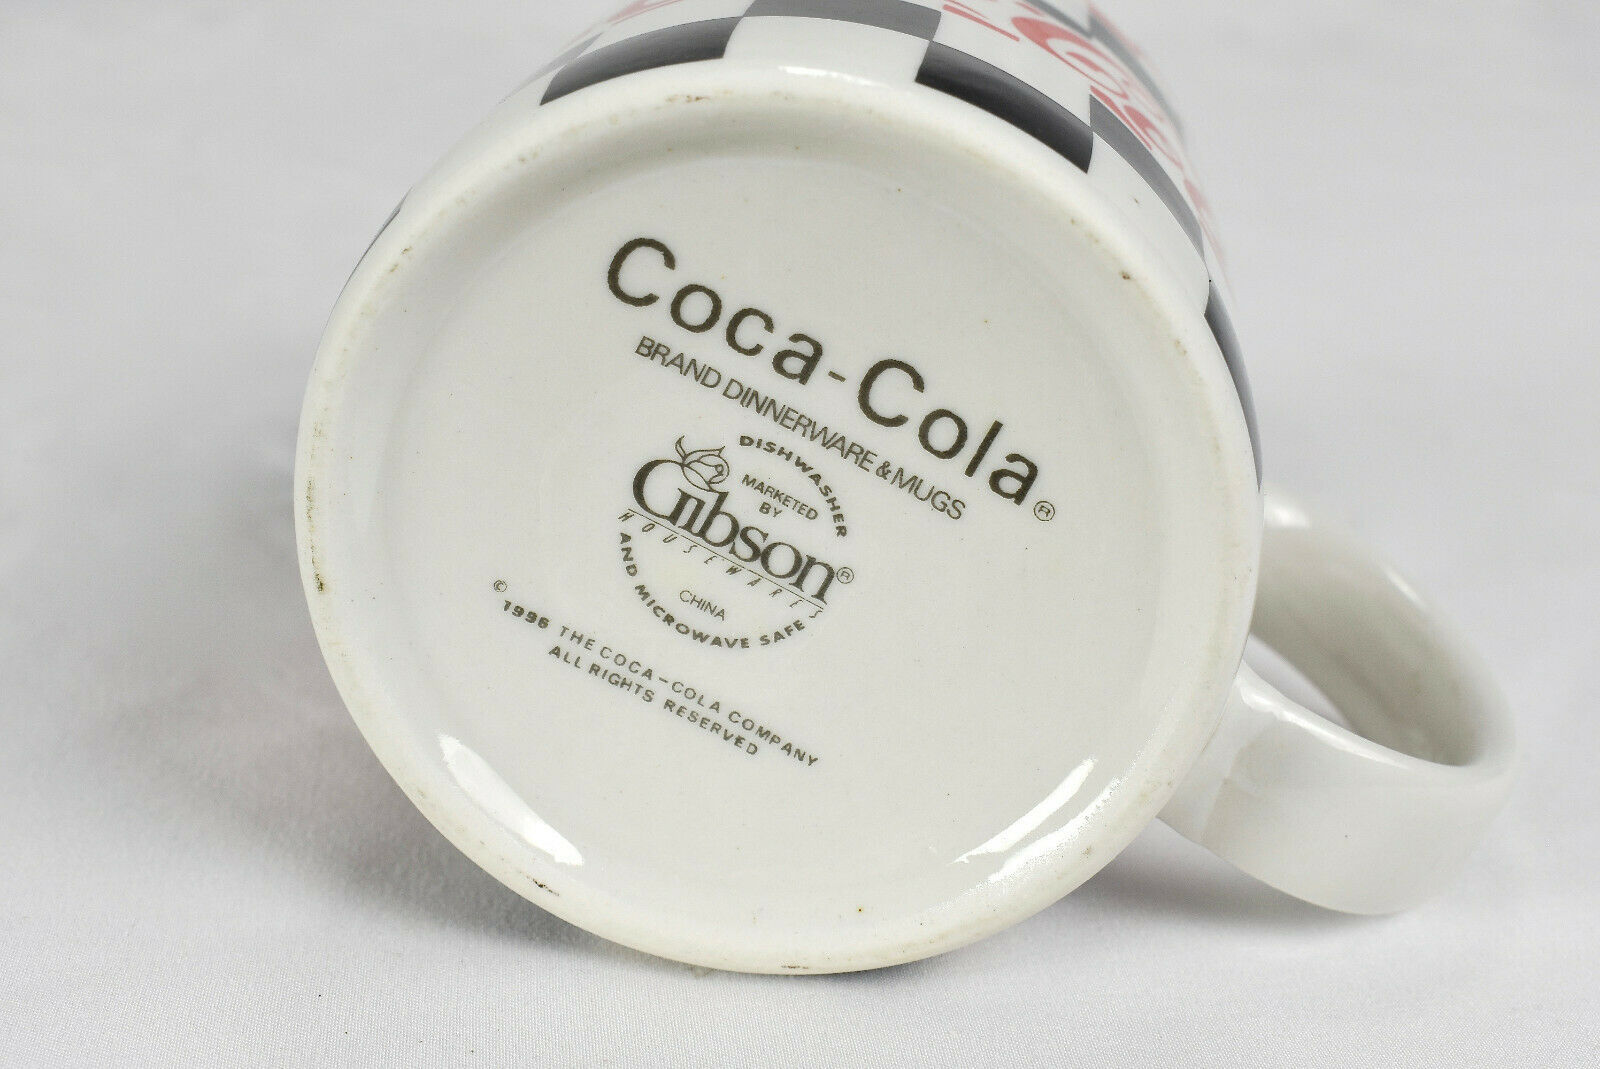 Coca-Cola®
BRAND DINNERWARE & MUGS
DISHWASHER
MARKETED
BY
Gibson®
HOUSEWARES
CHINA
AND MICROWAVE SAFE
© 1996 THE COCA-COLA COMPANY
ALL RIGHTS RESERVED